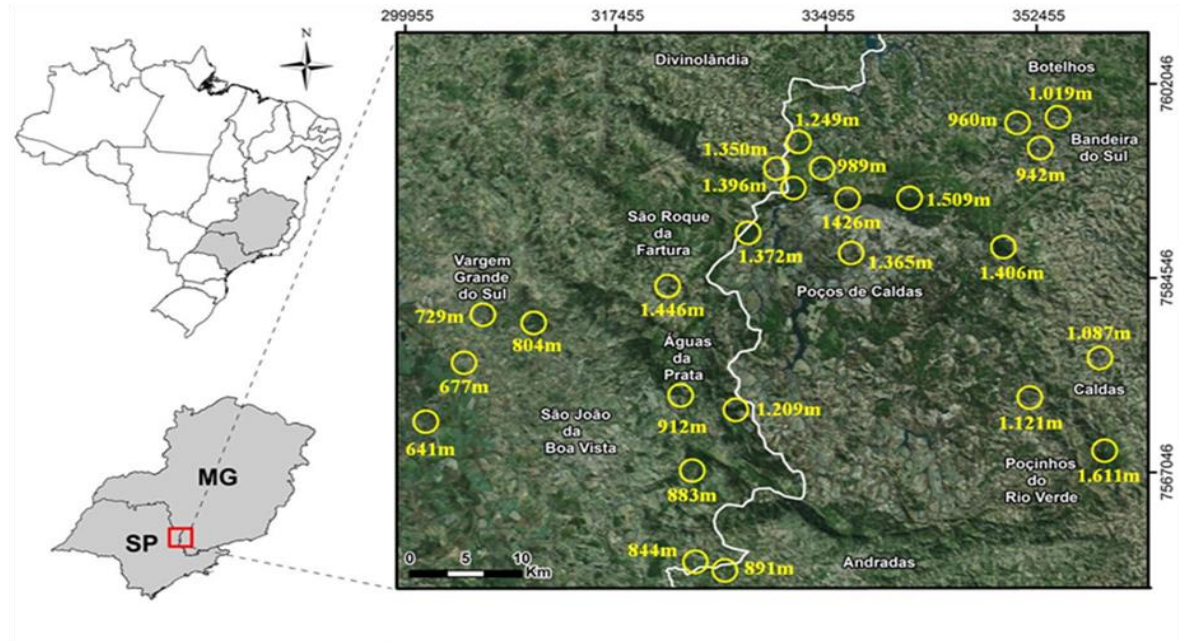 299955
317455
334955
352455
N
Divinolândia
Botelhos
7602046
1.019m
1.249m
960m
Bandeira
do Sul
1.350m
989m
942m
1.396m
1.509m
São Roque
da
Fartura
1426m
1.372m
1.365m
1.406m
Vargem
Grande
do Sul
7584546
Poços de Caldas
1.446m
729m
804m
Águas
da
Prata
1.087m
677m
Caldas
São João
da
Boa Vista
1.209m
1.121m
912m
641m
MG
Poçinhos
do
Rio Verde
1.611m
7567046
883m
SP
844m
0
5
10
Km
891m
Andradas